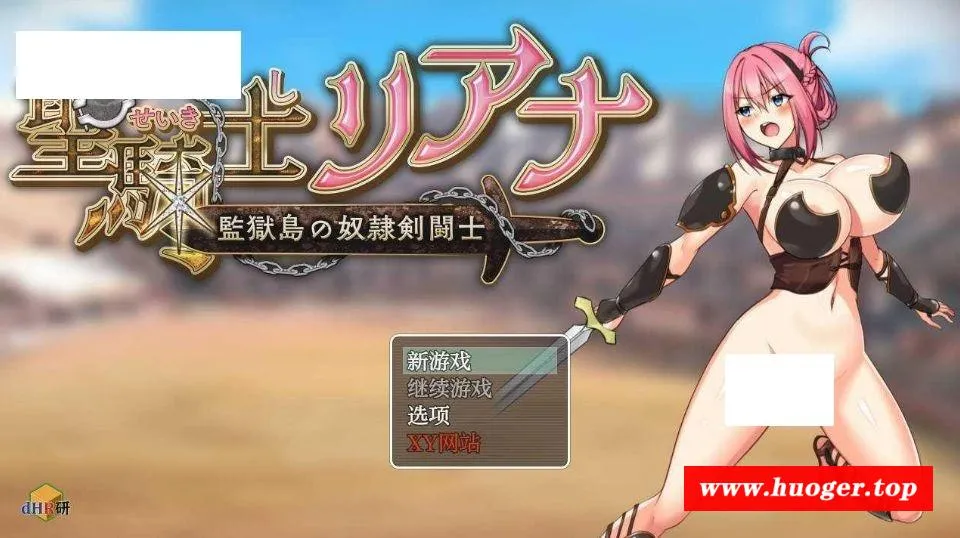 聖騎士リアナ
せいきし
監獄島の奴隷剣闘士
新游戏
继续游戏
选项
XY网站
dHR研
www.huoger.top